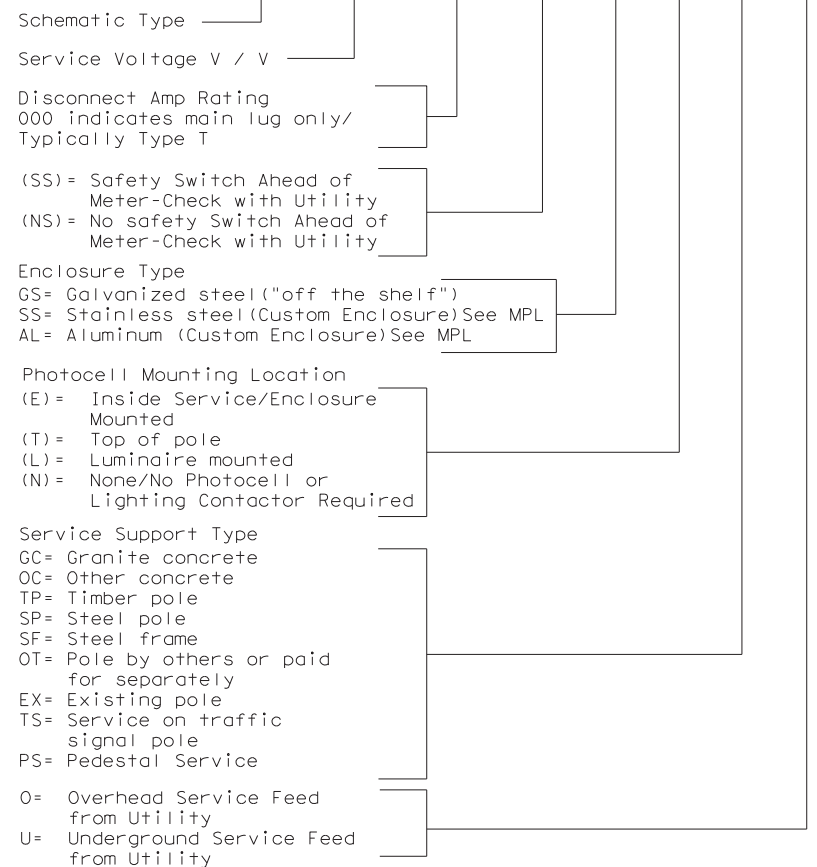 Schematic Type
Service Voltage V / V
Disconnect Amp Rating
000 indicates main lug only/
Typically Type T
(SS)= Safety Switch Ahead of
Meter-Check with Utility
(NS)= No safety Switch Ahead of
Meter-Check with Utility
Enclosure Type
GS= Galvanized steel("off the shelf")
SS= Stainless steel(Custom Enclosure)See MPL
AL= Aluminum (Custom Enclosure)See MPL
Photocell Mounting Location
(E)= Inside Service/Enclosure
Mounted
(T)= Top of pole
(L)= Luminaire mounted
(N)= None/No Photocell or
Lighting Contactor Required
Service Support Type
GC= Granite concrete
OC= Other concrete
TP= Timber pole
SP= Steel pole
SF= Steel frame
OT= Pole by others or paid
for separately
EX= Existing pole
TS= Service on traffic
signal pole
PS= Pedestal Service
O= Overhead Service Feed
from Utility
U= Underground Service Feed
from Utility